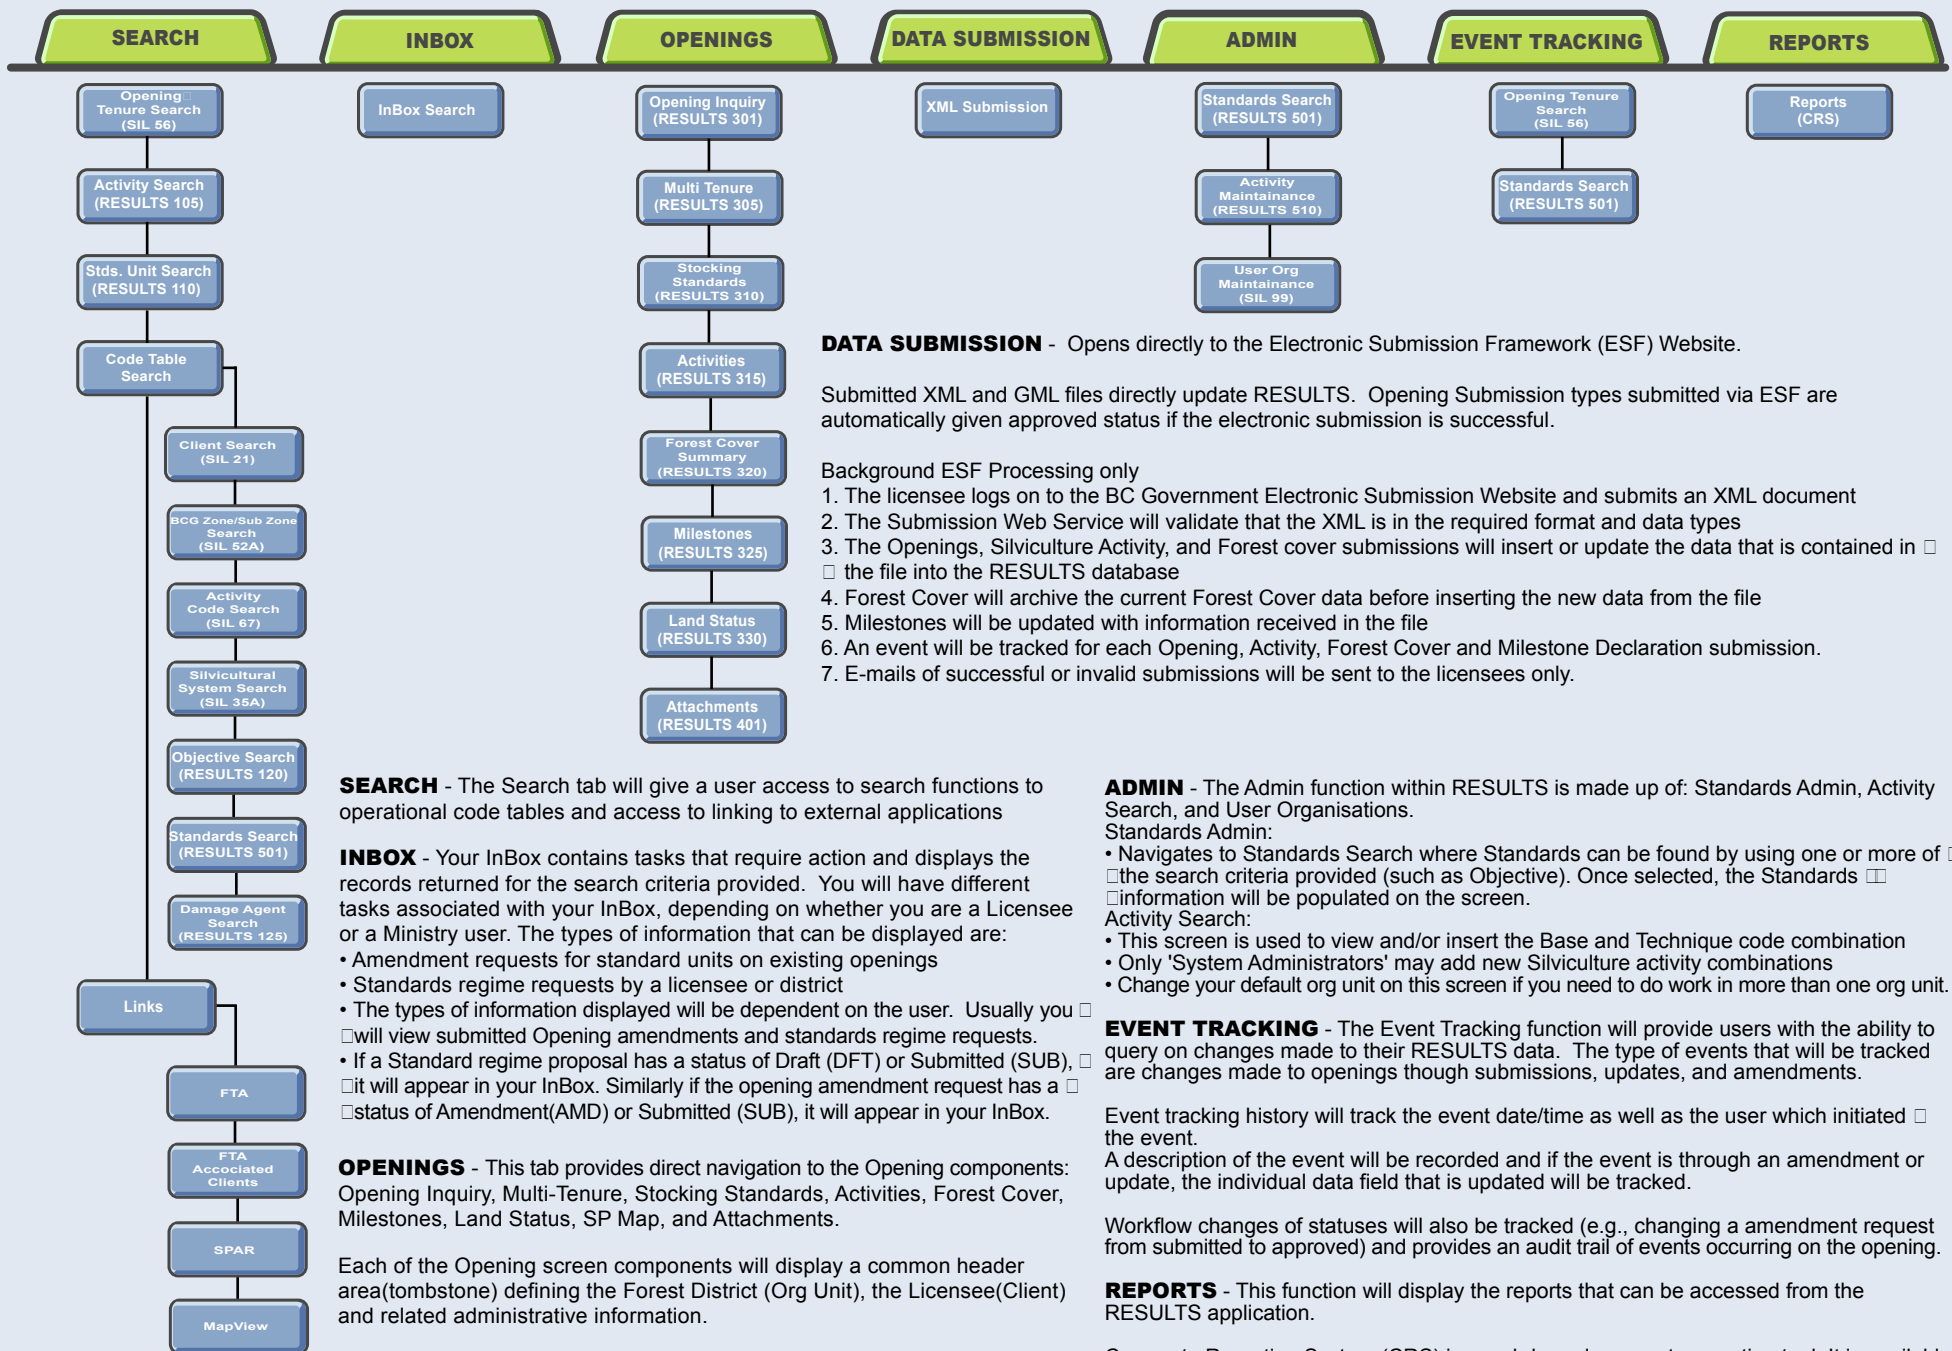 SEARCH
INBOX
OPENINGS
DATA SUBMISSION
ADMIN
EVENT TRACKING
REPORTS
Opening
Tenure Search
(SIL 56)
Activity Search
(RESULTS 105)
Stds. Unit Search
(RESULTS 110)
Code Table
Search
Client Search
(SIL 21)
BCG Zone/Sub Zone
Search
(SIL 52A)
Activity
Code Search
(SIL 67)
Silvicultural
System Search
(SIL 35A)
Objective Search
(RESULTS 120)
Standards Search
(RESULTS 501)
Damage Agent
Search
(RESULTS 125)
Links
FTA
FTA
Accociated
Clients
SPAR
MapView
InBox Search
Opening Inquiry
(RESULTS 301)
Multi Tenure
(RESULTS 305)
Stocking
Standards
(RESULTS 310)
Activities
(RESULTS 315)
Forest Cover
Summary
(RESULTS 320)
Milestones
(RESULTS 325)
Land Status
(RESULTS 330)
Attachments
(RESULTS 401)
XML Submission
Standards Search
(RESULTS 501)
Activity
Maintainance
(RESULTS 510)
User Org
Maintainance
(SIL 99)
Opening Tenure
Search
(SIL 56)
Standards Search
(RESULTS 501)
Reports
(CRS)
DATA SUBMISSION - Opens directly to the Electronic Submission Framework (ESF) Website.
Submitted XML and GML files directly update RESULTS. Opening Submission types submitted via ESF are
automatically given approved status if the electronic submission is successful.
Background ESF Processing only
1. The licensee logs on to the BC Government Electronic Submission Website and submits an XML document
2. The Submission Web Service will validate that the XML is in the required format and data types
3. The Openings, Silviculture Activity, and Forest cover submissions will insert or update the data that is contained in
the file into the RESULTS database
4. Forest Cover will archive the current Forest Cover data before inserting the new data from the file
5. Milestones will be updated with information received in the file
6. An event will be tracked for each Opening, Activity, Forest Cover and Milestone Declaration submission.
7. E-mails of successful or invalid submissions will be sent to the licensees only.
SEARCH - The Search tab will give a user access to search functions to
operational code tables and access to linking to external applications
INBOX - Your InBox contains tasks that require action and displays the
records returned for the search criteria provided. You will have different
tasks associated with your InBox, depending on whether you are a Licensee
or a Ministry user. The types of information that can be displayed are:
• Amendment requests for standard units on existing openings
• Standards regime requests by a licensee or district
• The types of information displayed will be dependent on the user. Usually you
will view submitted Opening amendments and standards regime requests.
• If a Standard regime proposal has a status of Draft (DFT) or Submitted (SUB),
it will appear in your InBox. Similarly if the opening amendment request has a
status of Amendment(AMD) or Submitted (SUB), it will appear in your InBox.
OPENINGS - This tab provides direct navigation to the Opening components:
Opening Inquiry, Multi-Tenure, Stocking Standards, Activities, Forest Cover,
Milestones, Land Status, SP Map, and Attachments.
Each of the Opening screen components will display a common header
area(tombstone) defining the Forest District (Org Unit), the Licensee(Client)
and related administrative information.
ADMIN - The Admin function within RESULTS is made up of: Standards Admin, Activity
Search, and User Organisations.
Standards Admin:
• Navigates to Standards Search where Standards can be found by using one or more of
the search criteria provided (such as Objective). Once selected, the Standards
information will be populated on the screen.
Activity Search:
• This screen is used to view and/or insert the Base and Technique code combination
• Only 'System Administrators' may add new Silviculture activity combinations
• Change your default org unit on this screen if you need to do work in more than one org unit.
EVENT TRACKING - The Event Tracking function will provide users with the ability to
query on changes made to their RESULTS data. The type of events that will be tracked
are changes made to openings though submissions, updates, and amendments.
Event tracking history will track the event date/time as well as the user which initiated
the event.
A description of the event will be recorded and if the event is through an amendment or
update, the individual data field that is updated will be tracked.
Workflow changes of statuses will also be tracked (e.g., changing a amendment request
from submitted to approved) and provides an audit trail of events occurring on the opening.
REPORTS - This function will display the reports that can be accessed from the
RESULTS application.